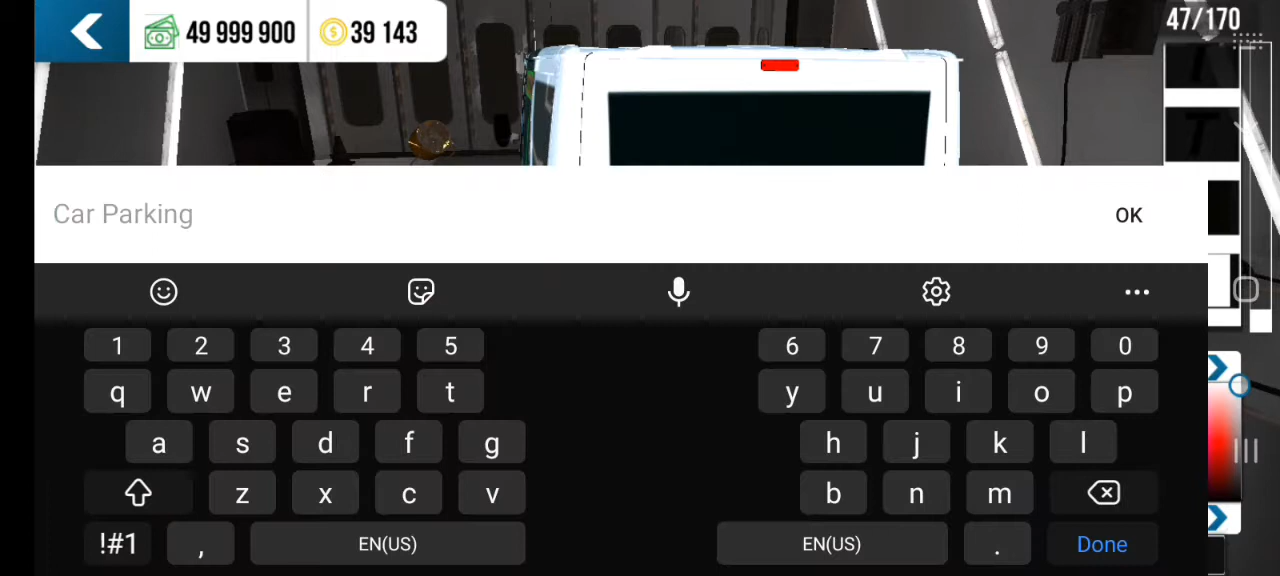 49 999 900 39 143 47/170
Car Parking OK
1 2 3 4 5 6 7 8 9 0
q w e r t y u i o p
a s d f g h j k l
z x c v b n m
!#1 , EN(US) EN(US) . Done